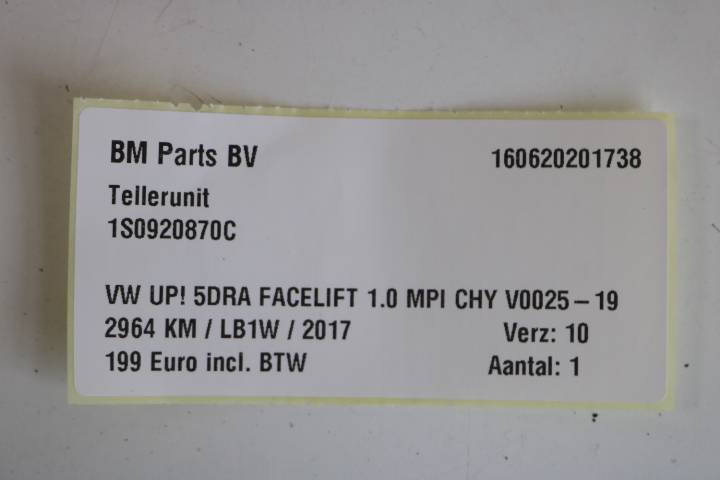 BM Parts BV 160620201738
Tellerunit
1S0920870C
VW UP! 5DRA FACELIFT 1.0 MPI CHY V0025-19
2964 KM / LB1W / 2017 Verz: 10
199 Euro incl. BTW Aantal: 1